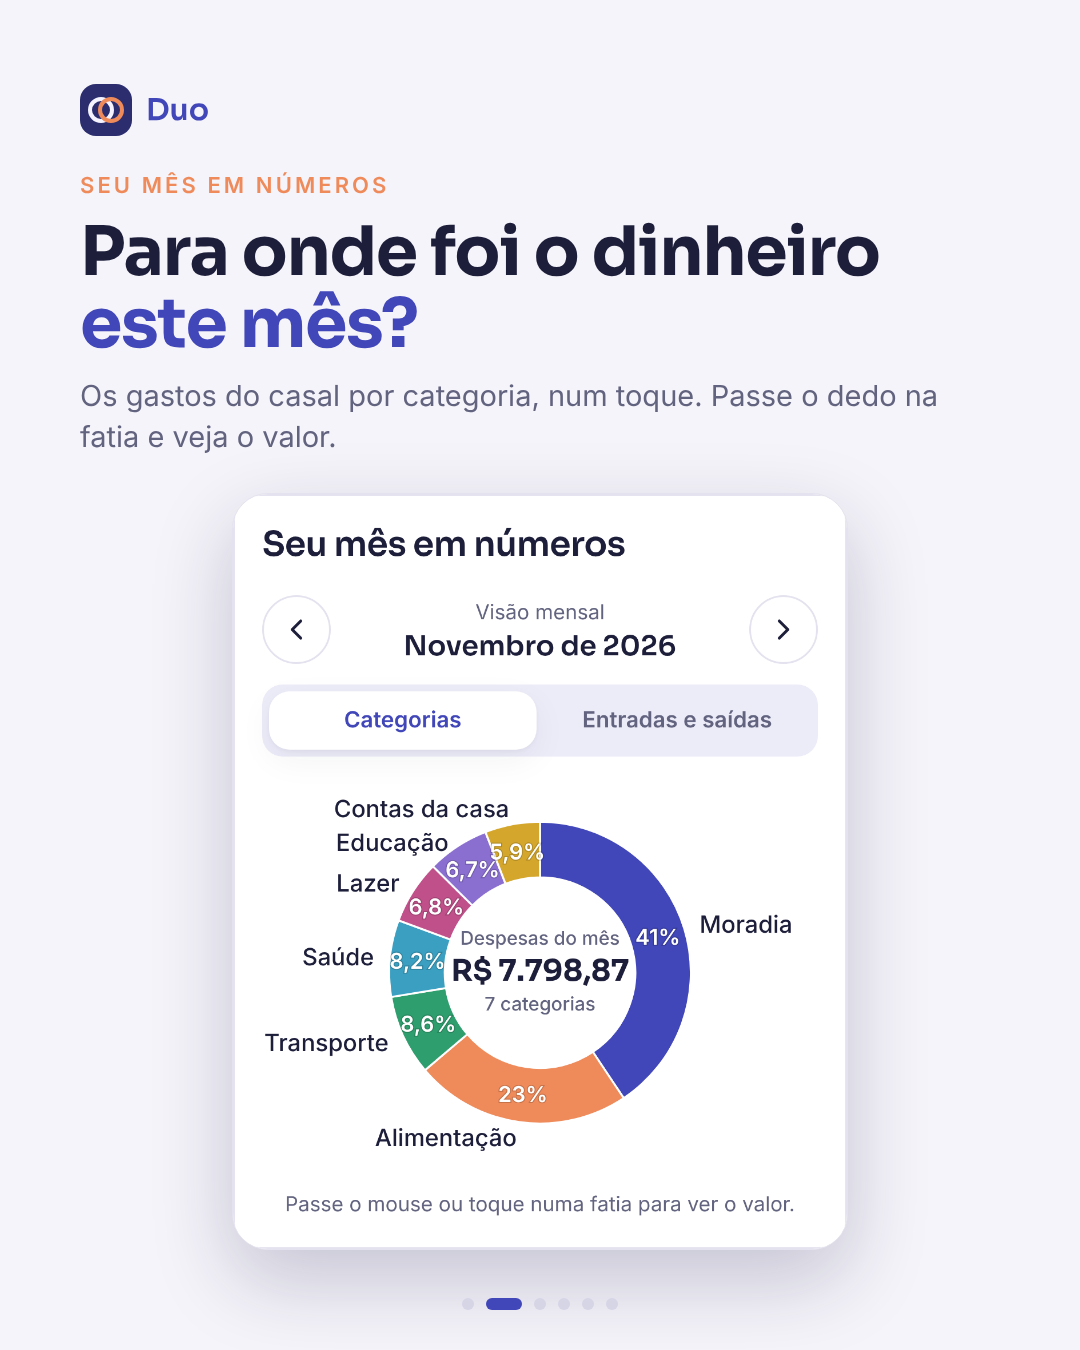 Duo
SEU MÊS EM NÚMEROS
Para onde foi o dinheiro
este mês?
Os gastos do casal por categoria, num toque. Passe o dedo na
fatia e veja o valor.
Seu mês em números
Visão mensal
Novembro de 2026
Categorias
Entradas e saídas
Contas da casa
Educação
Lazer
Saúde
Transporte
Alimentação
Moradia
5,9%
6,7%
6,8%
8,2%
8,6%
23%
41%
Despesas do mês
R$ 7.798,87
7 categorias
Passe o mouse ou toque numa fatia para ver o valor.